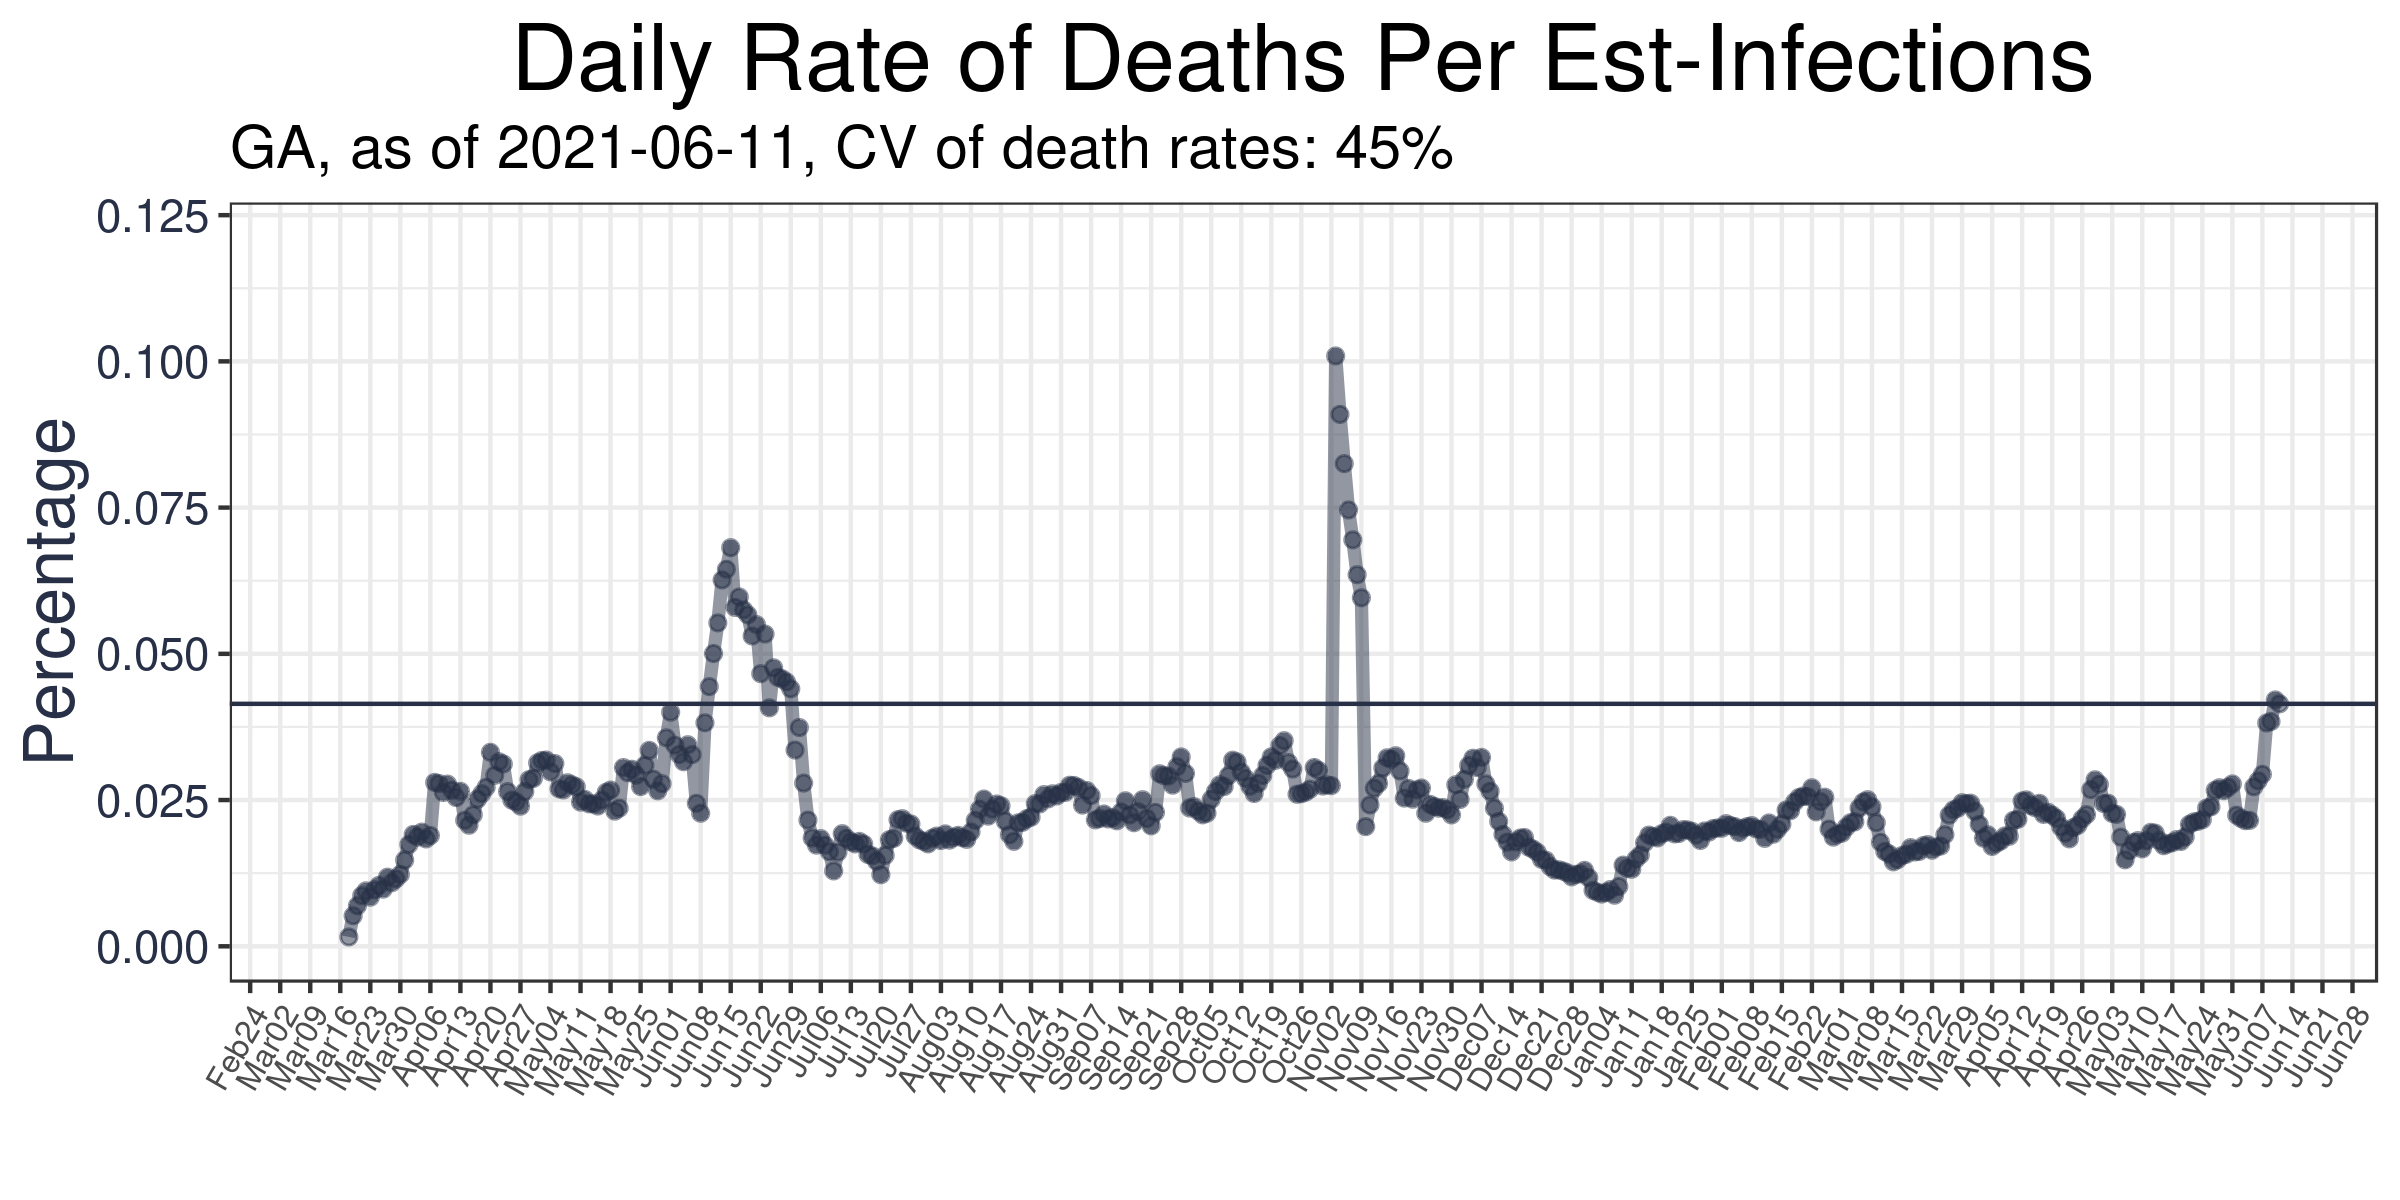 Daily Rate of Deaths Per Est-Infections
GA, as of 2021-06-11, CV of death rates: 45%
Percentage
0.125
0.100
0.075
0.050
0.025
0.000
Feb24
Mar02
Mar09
Mar16
Mar23
Mar30
Apr06
Apr13
Apr20
Apr27
May04
May11
May18
May25
Jun01
Jun08
Jun15
Jun22
Jun29
Jul06
Jul13
Jul20
Jul27
Aug03
Aug10
Aug17
Aug24
Aug31
Sep07
Sep14
Sep21
Sep28
Oct05
Oct12
Oct19
Oct26
Nov02
Nov09
Nov16
Nov23
Nov30
Dec07
Dec14
Dec21
Dec28
Jan04
Jan11
Jan18
Jan25
Feb01
Feb08
Feb15
Feb22
Mar01
Mar08
Mar15
Mar22
Mar29
Apr05
Apr12
Apr19
Apr26
May03
May10
May17
May24
May31
Jun07
Jun14
Jun21
Jun28